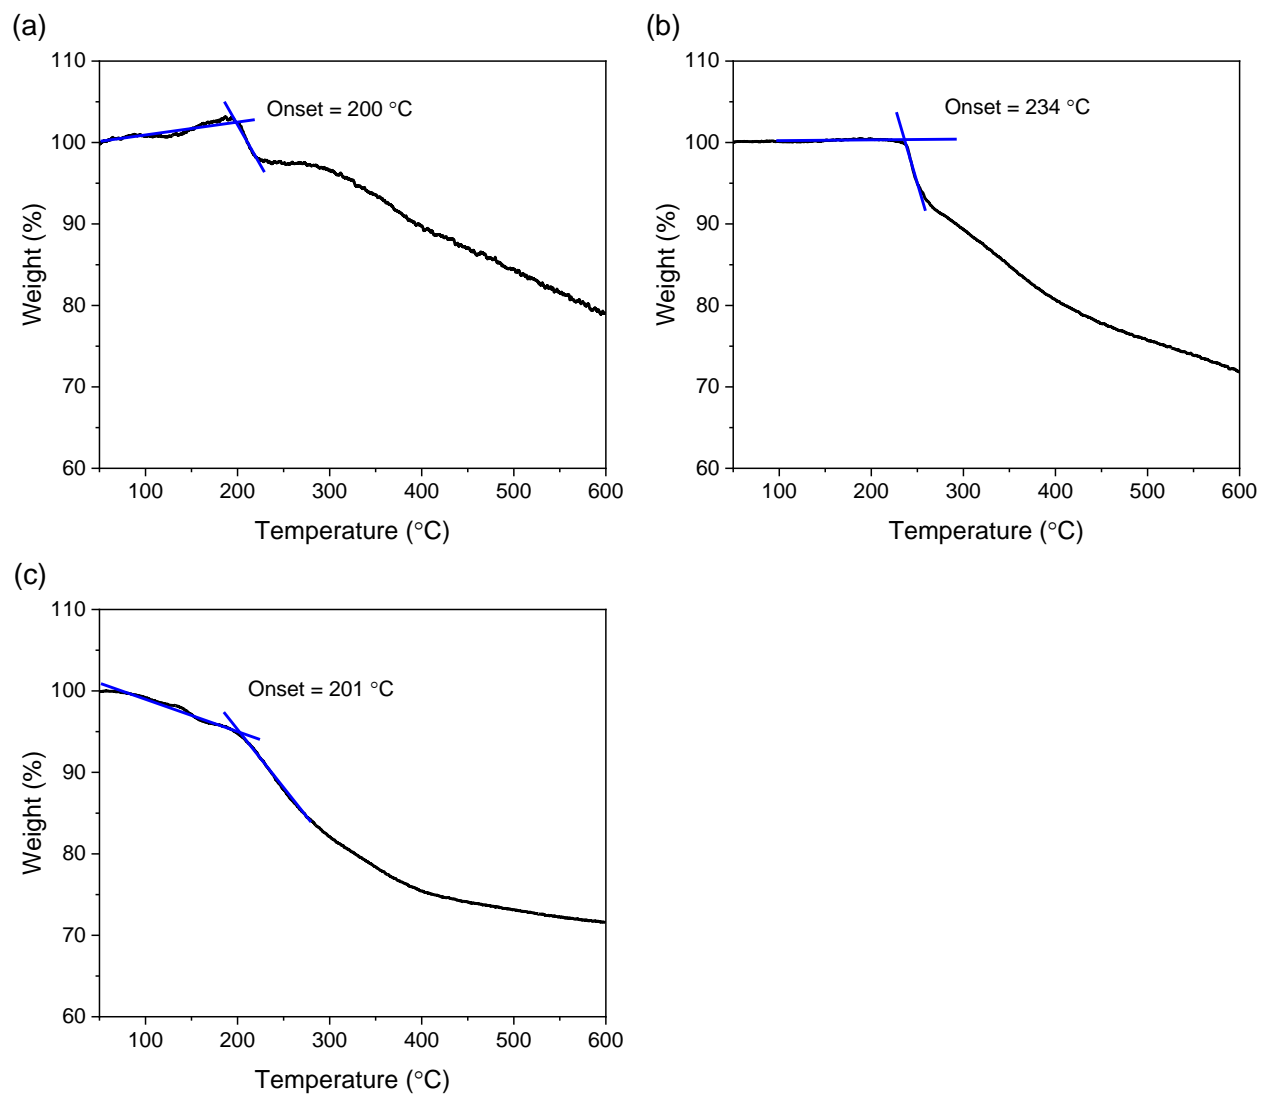 (a)
110
100
90
80
70
60
Weight (%)
Onset = 200 °C
100 200 300 400 500 600
Temperature (°C)
(b)
110
100
90
80
70
60
Weight (%)
Onset = 234 °C
100 200 300 400 500 600
Temperature (°C)
(c)
110
100
90
80
70
60
Weight (%)
Onset = 201 °C
100 200 300 400 500 600
Temperature (°C)